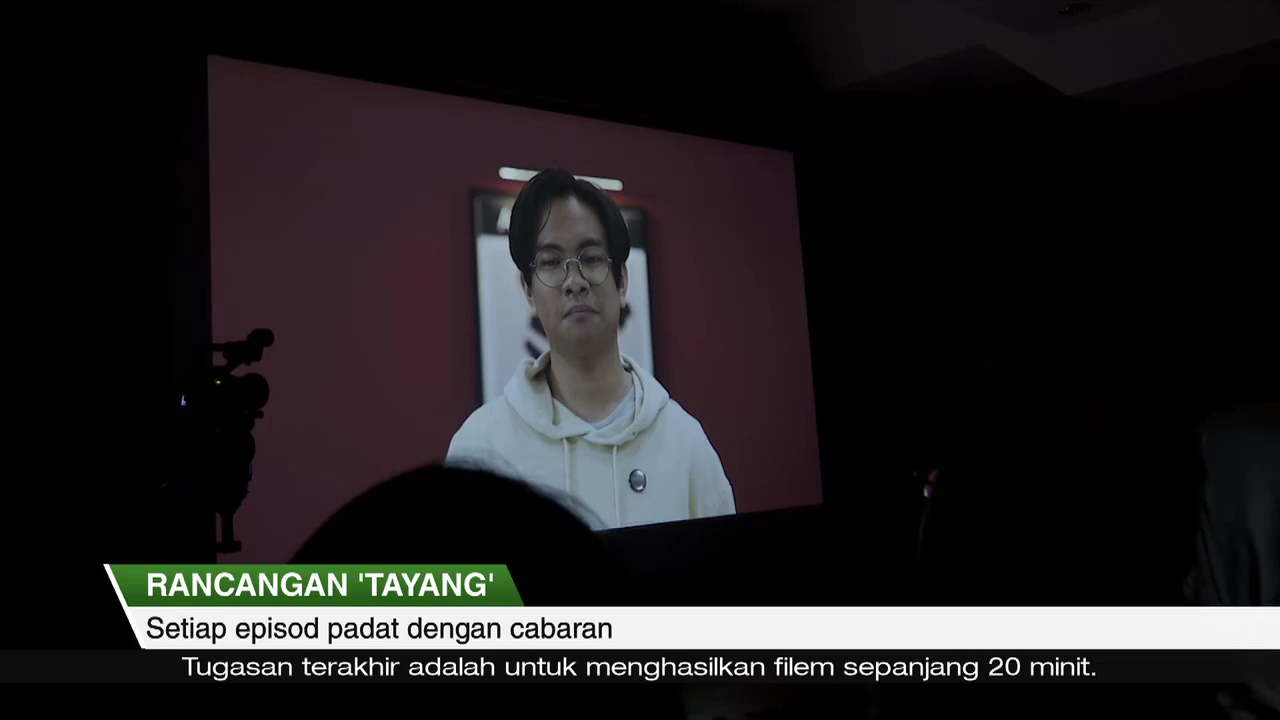 RANCANGAN 'TAYANG'
Setiap episod padat dengan cabaran
Tugasan terakhir adalah untuk menghasilkan filem sepanjang 20 minit.